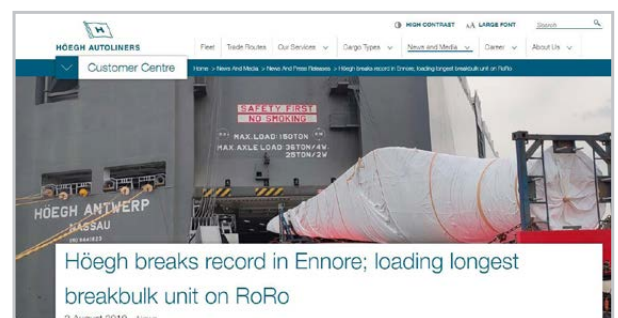 HIGH CONTRAST AA LARGE FONT Search
HÖEGH AUTOLINERS
Fleet Trade Routes Our Services Cargo Types News and Media Career About Us
Customer Centre
Home > News And Media > News And Press Releases > Höegh breaks record in Ennore; loading longest breakbulk unit on RoRo
SAFETY FIRST
NO SMOKING
MAX.LOAD:150TON
MAX.AXLE LOAD 36TON/4W.
25TON/2W
HÖEGH ANTWERP
NASSAU
Höegh breaks record in Ennore; loading longest
breakbulk unit on RoRo